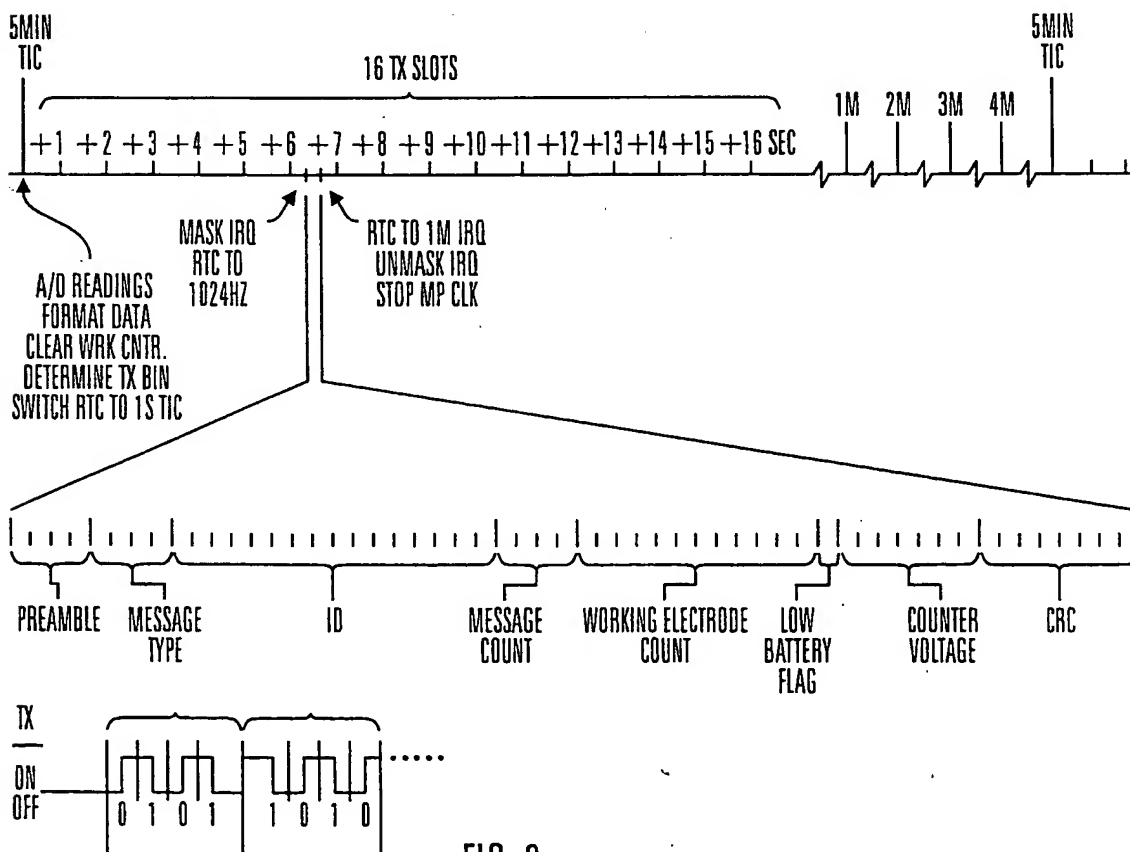 5MIN
TIC
5MIN
TIC
16 TX SLOTS
1M 2M 3M 4M
+1 +2 +3 +4 +5 +6 +7 +8 +9 +10 +11 +12 +13 +14 +15 +16 SEC
MASK IRQ
RTC TO
1024HZ
RTC TO 1M IRQ
UNMASK IRQ
STOP MP CLK
A/D READINGS
FORMAT DATA
CLEAR WRK CNTR.
DETERMINE TX BIN
SWITCH RTC TO 1S TIC
PREAMBLE
MESSAGE
TYPE
ID
MESSAGE
COUNT
WORKING ELECTRODE
COUNT
LOW
BATTERY
FLAG
COUNTER
VOLTAGE
CRC
TX
ON
OFF
0 1 0 1 1 0 1 0